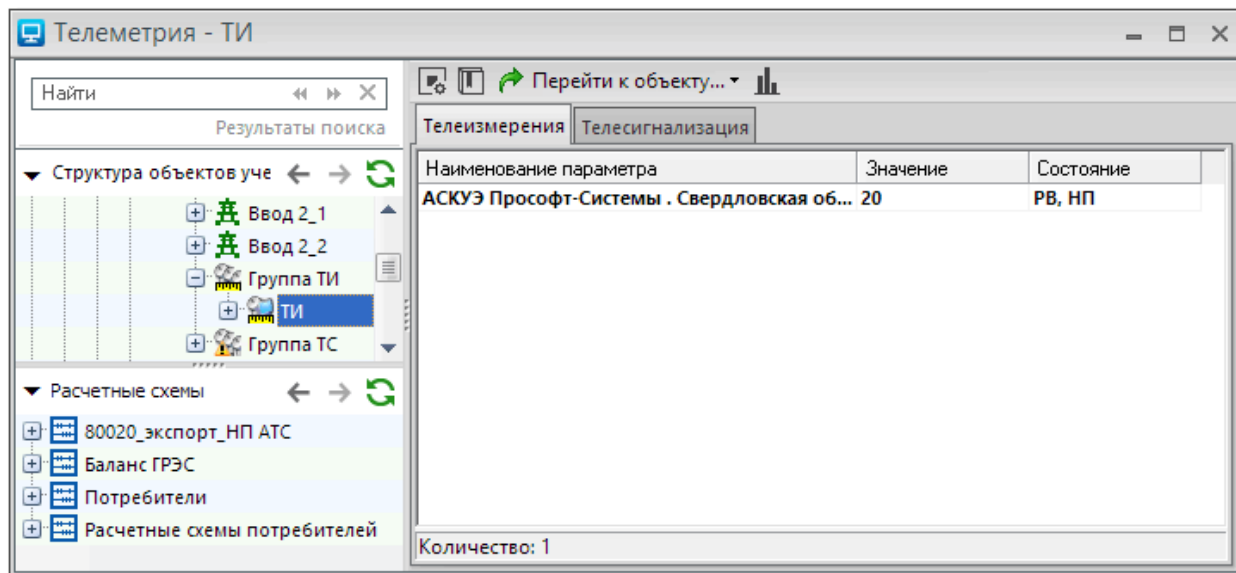 Телеметрия - ТИ
Найти
Результаты поиска
Структура объектов уче
Ввод 2_1
Ввод 2_2
Группа ТИ
ТИ
Группа ТС
Расчетные схемы
80020_экспорт_НП АТС
Баланс ГРЭС
Потребители
Расчетные схемы потребителей
Перейти к объекту...
Телеизмерения Телесигнализация
Наименование параметра Значение Состояние
АСКУЭ Прософт-Системы . Свердловская об... 20 РВ, НП
Количество: 1